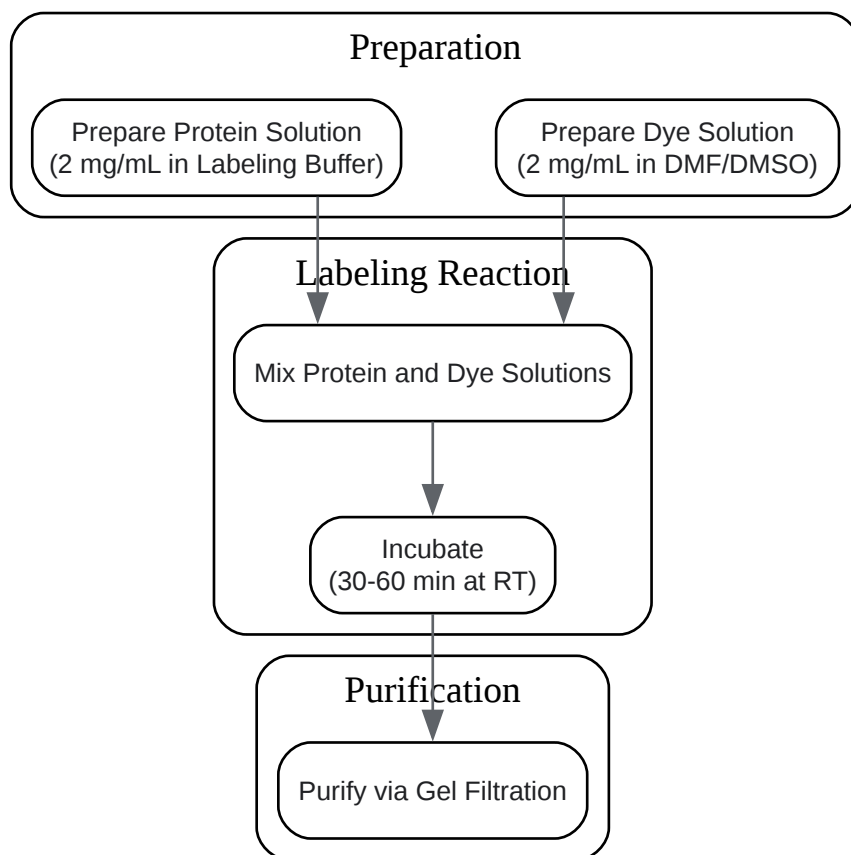 Preparation
Prepare Protein Solution
(2 mg/mL in Labeling Buffer)
Prepare Dye Solution
(2 mg/mL in DMF/DMSO)
Labeling Reaction
Mix Protein and Dye Solutions
Incubate
(30-60 min at RT)
Purification
Purify via Gel Filtration